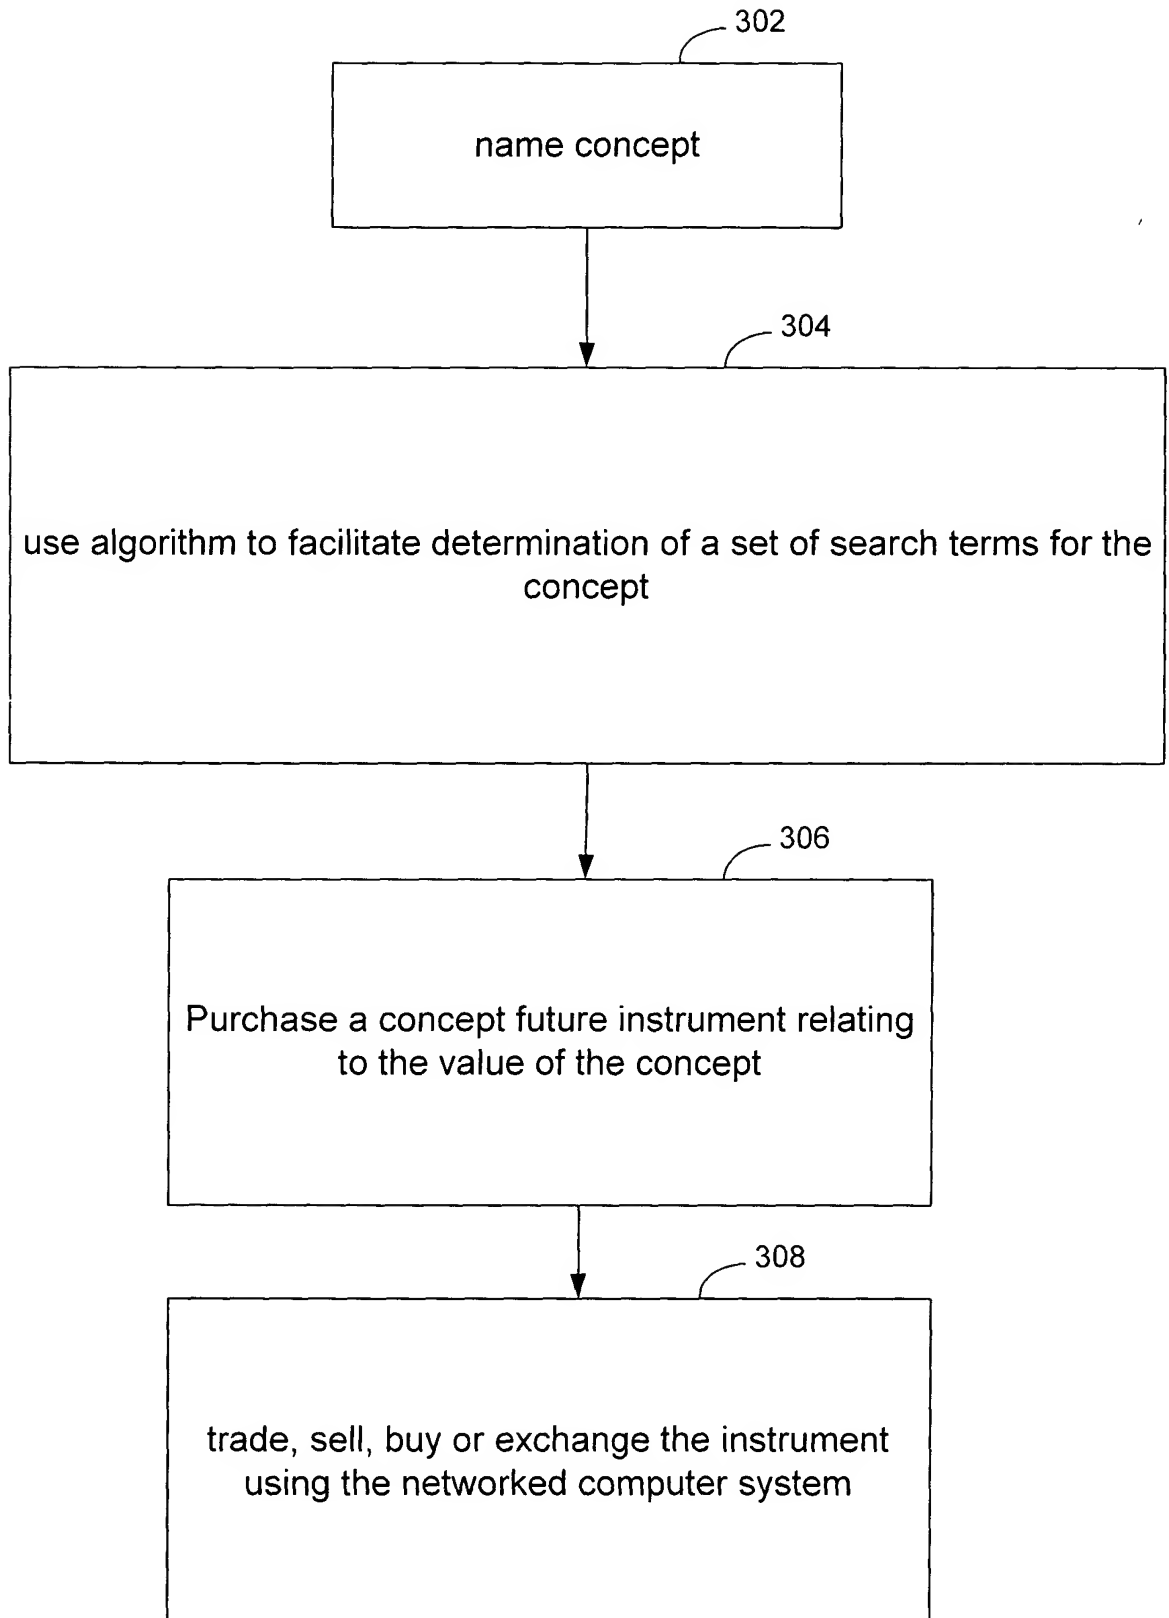 302
name concept
304
use algorithm to facilitate determination of a set of search terms for the
concept
306
Purchase a concept future instrument relating
to the value of the concept
308
trade, sell, buy or exchange the instrument
using the networked computer system